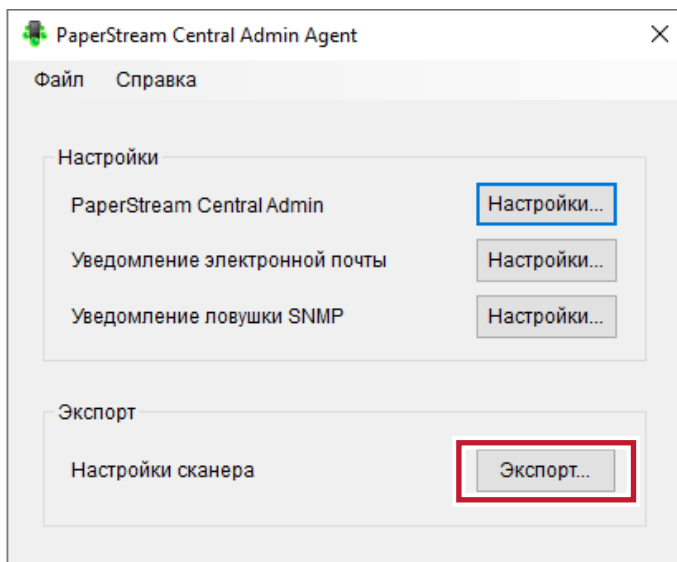 PaperStream Central Admin Agent
Файл Справка
Настройки
PaperStream Central Admin Настройки...
Уведомление электронной почты Настройки...
Уведомление ловушки SNMP Настройки...
Экспорт
Настройки сканера Экспорт...